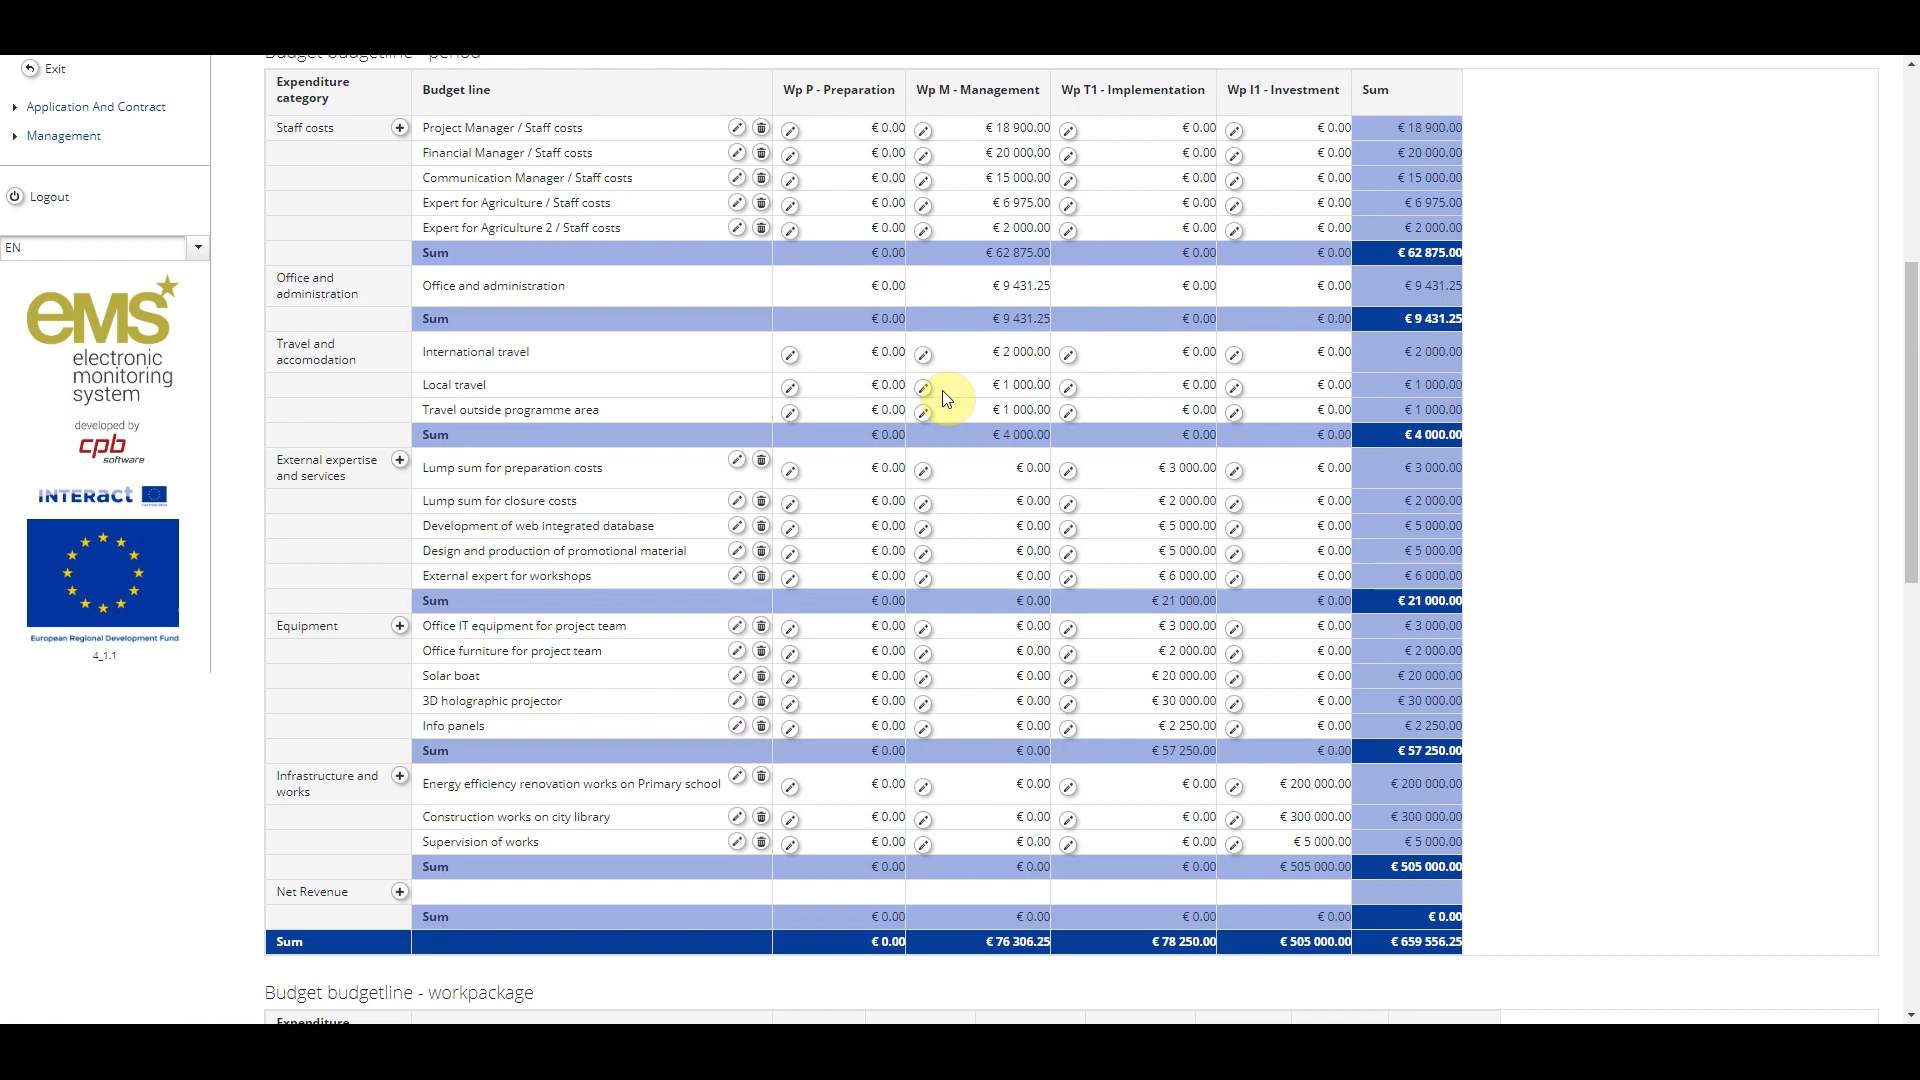 Budget budgetline - period
Exit
Application And Contract
Management
Logout
EN
eMS
electronic
monitoring
system
developed by
cpb
software
INTERACT
European Regional Development Fund
4_1.1
Expenditure category Budget line Wp P - Preparation Wp M - Management Wp T1 - Implementation Wp I1 - Investment Sum
Staff costs Project Manager / Staff costs € 0.00 € 18 900.00 € 0.00 € 0.00 € 18 900.00
Financial Manager / Staff costs € 0.00 € 20 000.00 € 0.00 € 0.00 € 20 000.00
Communication Manager / Staff costs € 0.00 € 15 000.00 € 0.00 € 0.00 € 15 000.00
Expert for Agriculture / Staff costs € 0.00 € 6 975.00 € 0.00 € 0.00 € 6 975.00
Expert for Agriculture 2 / Staff costs € 0.00 € 2 000.00 € 0.00 € 0.00 € 2 000.00
Sum € 0.00 € 62 875.00 € 0.00 € 0.00 € 62 875.00
Office and administration Office and administration € 0.00 € 9 431.25 € 0.00 € 0.00 € 9 431.25
Sum € 0.00 € 9 431.25 € 0.00 € 0.00 € 9 431.25
Travel and accomodation International travel € 0.00 € 2 000.00 € 0.00 € 0.00 € 2 000.00
Local travel € 0.00 € 1 000.00 € 0.00 € 0.00 € 1 000.00
Travel outside programme area € 0.00 € 1 000.00 € 0.00 € 0.00 € 1 000.00
Sum € 0.00 € 4 000.00 € 0.00 € 0.00 € 4 000.00
External expertise and services Lump sum for preparation costs € 0.00 € 0.00 € 3 000.00 € 0.00 € 3 000.00
Lump sum for closure costs € 0.00 € 0.00 € 2 000.00 € 0.00 € 2 000.00
Development of web integrated database € 0.00 € 0.00 € 5 000.00 € 0.00 € 5 000.00
Design and production of promotional material € 0.00 € 0.00 € 5 000.00 € 0.00 € 5 000.00
External expert for workshops € 0.00 € 0.00 € 6 000.00 € 0.00 € 6 000.00
Sum € 0.00 € 0.00 € 21 000.00 € 0.00 € 21 000.00
Equipment Office IT equipment for project team € 0.00 € 0.00 € 3 000.00 € 0.00 € 3 000.00
Office furniture for project team € 0.00 € 0.00 € 2 000.00 € 0.00 € 2 000.00
Solar boat € 0.00 € 0.00 € 20 000.00 € 0.00 € 20 000.00
3D holographic projector € 0.00 € 0.00 € 30 000.00 € 0.00 € 30 000.00
Info panels € 0.00 € 0.00 € 2 250.00 € 0.00 € 2 250.00
Sum € 0.00 € 0.00 € 57 250.00 € 0.00 € 57 250.00
Infrastructure and works Energy efficiency renovation works on Primary school € 0.00 € 0.00 € 0.00 € 200 000.00 € 200 000.00
Construction works on city library € 0.00 € 0.00 € 0.00 € 300 000.00 € 300 000.00
Supervision of works € 0.00 € 0.00 € 0.00 € 5 000.00 € 5 000.00
Sum € 0.00 € 0.00 € 0.00 € 505 000.00 € 505 000.00
Net Revenue
Sum € 0.00 € 0.00 € 0.00 € 0.00 € 0.00
Sum € 0.00 € 76 306.25 € 78 250.00 € 505 000.00 € 659 556.25
Budget budgetline - workpackage
Expenditure